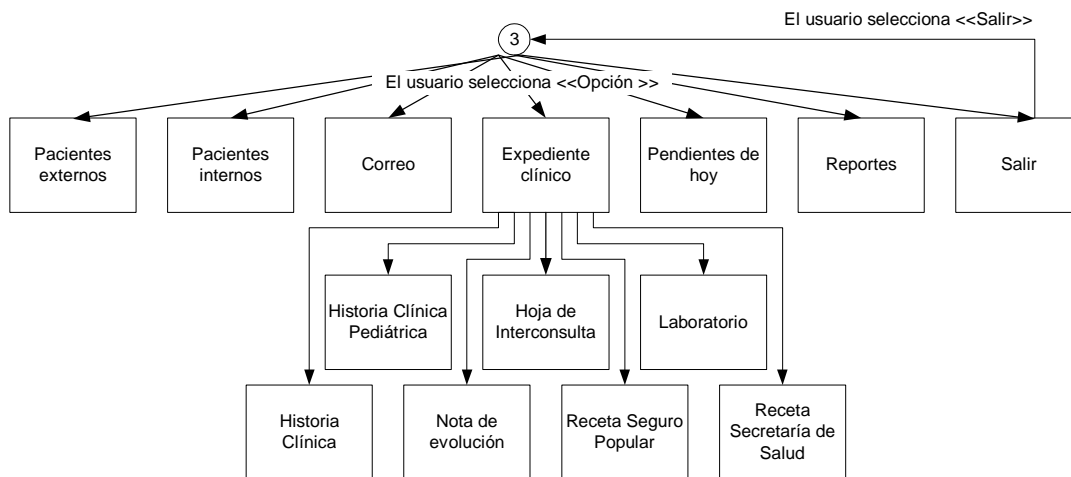 El usuario selecciona <<Salir>>
3
El usuario selecciona <<Opción >>
Pacientes
externos
Pacientes
internos
Correo
Expediente
clínico
Pendientes de
hoy
Reportes
Salir
Historia Clínica
Pediátrica
Hoja de
Interconsulta
Laboratorio
Historia
Clínica
Nota de
evolución
Receta Seguro
Popular
Receta
Secretaría de
Salud